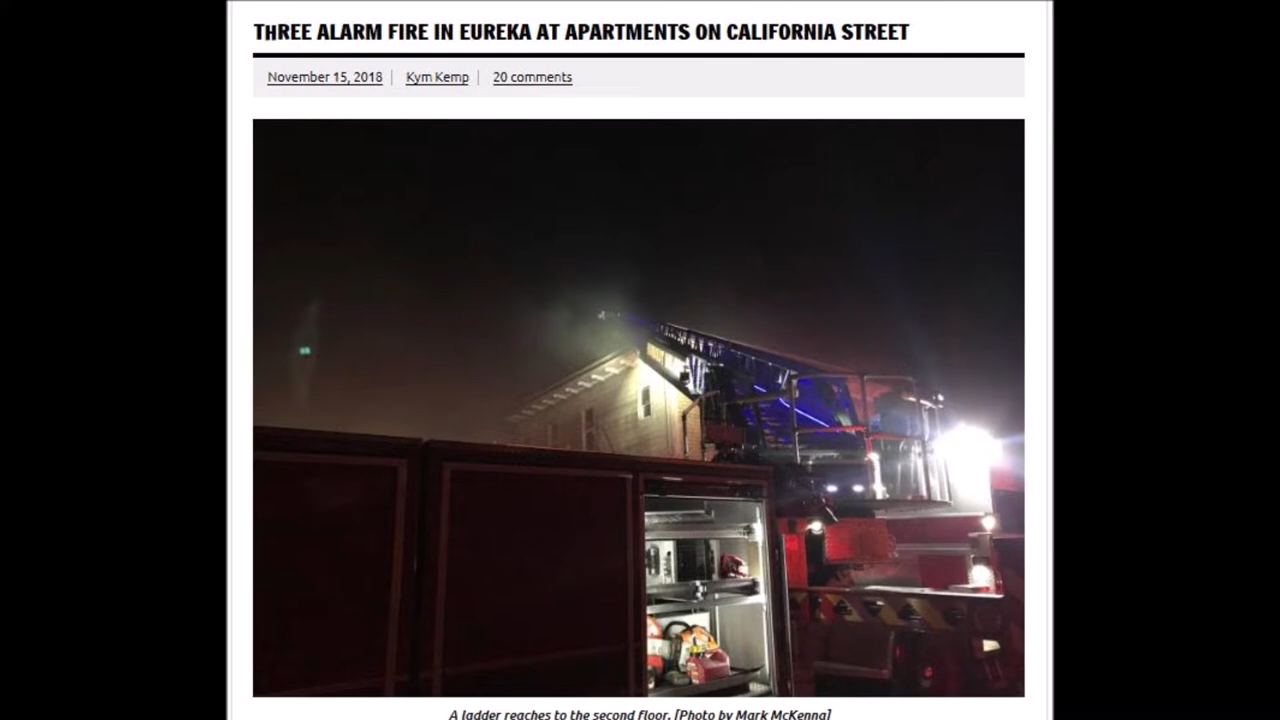 THREE ALARM FIRE IN EUREKA AT APARTMENTS ON CALIFORNIA STREET
November 15, 2018 | Kym Kemp | 20 comments
A ladder reaches to the second floor. [Photo by Mark McKenna]